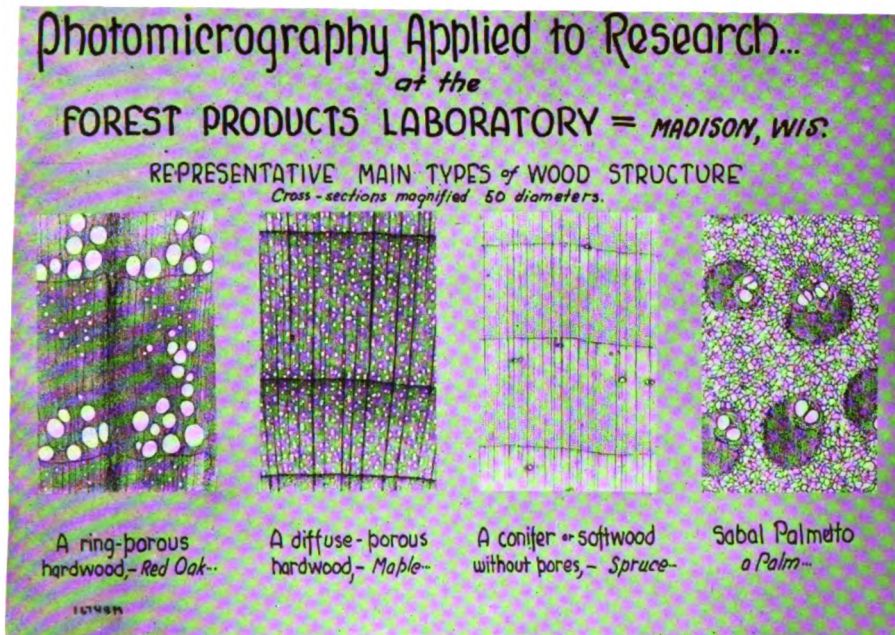 Photomicrography Applied to Research...
at the
FOREST PRODUCTS LABORATORY = MADISON, WIS.
REPRESENTATIVE MAIN TYPES of WOOD STRUCTURE
Cross-sections magnified 50 diameters.
A ring-porous
hardwood,- Red Oak...
A diffuse-porous
hardwood,- Maple...
A conifer or softwood
without pores,- Spruce-
Sabal Palmeto
a Palm...